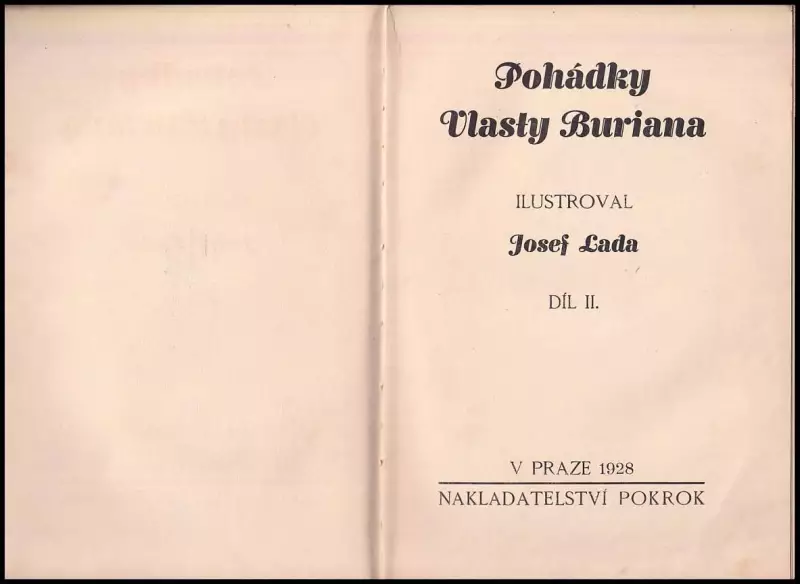 Pohádky
Vlasty Buriana
ILUSTROVAL
Josef Lada
DÍL II.
V PRAZE 1928
NAKLADATELSTVÍ POKROK